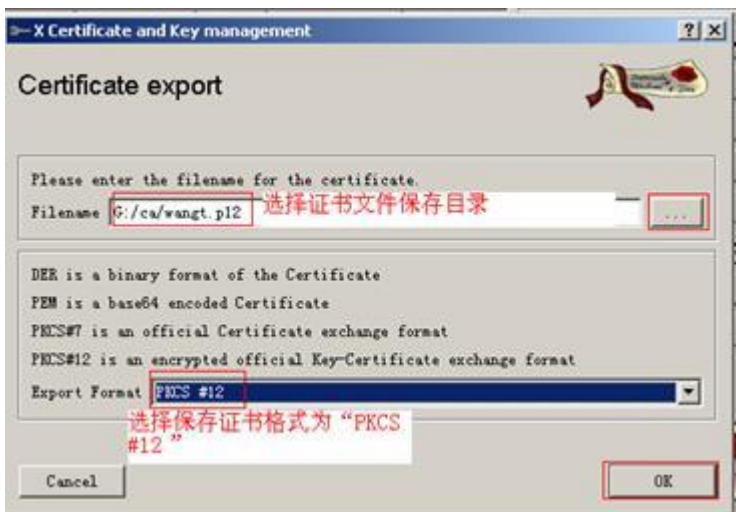 X Certificate and Key management
Certificate export
Please enter the filename for the certificate.
Filename G:/ca/wangt.p12 选择证书文件保存目录 ...
DER is a binary format of the Certificate
PEM is a base64 encoded Certificate
PKCS#7 is an official Certificate exchange format
PKCS#12 is an encrypted official Key-Certificate exchange format
Export Format PKCS #12
选择保存证书格式为“PKCS
#12 ”
Cancel OK